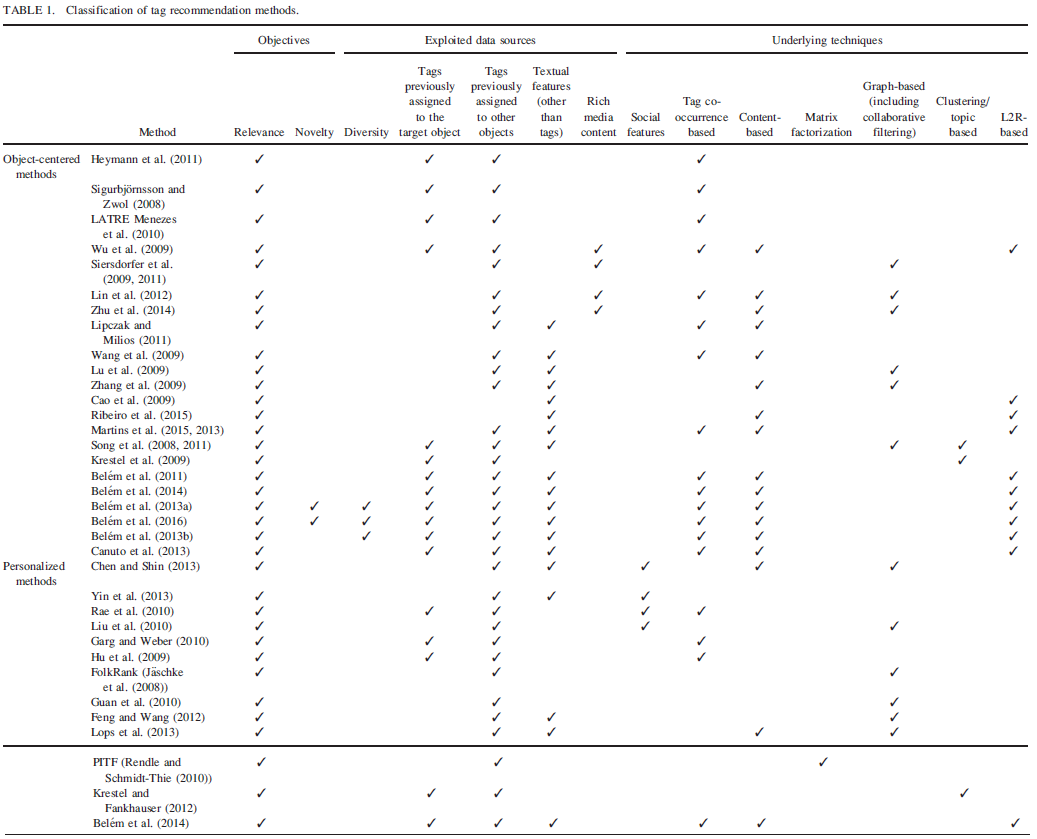 TABLE 1. Classification of tag recommendation methods.
Objectives Exploited data sources Underlying techniques
Tags Tags Textual Graph-based
previously previously features (including Clustering/
assigned assigned (other Rich Tag co- collaborative topic
to the to other than media Social occurrence Content- Matrix filtering) based L2R-
Method Relevance Novelty Diversity target object objects tags) content features based based factorization based
Object-centered methods
Heymann et al. (2011) ✓ ✓ ✓ ✓
Sigurbjörnsson and
Zwol (2008) ✓ ✓ ✓ ✓
LATRE Menezes
et al. (2010) ✓ ✓ ✓ ✓
Wu et al. (2009) ✓ ✓ ✓ ✓ ✓ ✓ ✓
Siersdorfer et al.
(2009, 2011) ✓ ✓ ✓ ✓
Lin et al. (2012) ✓ ✓ ✓ ✓ ✓ ✓
Zhu et al. (2014) ✓ ✓ ✓ ✓ ✓
Lipczak and
Milios (2011) ✓ ✓ ✓ ✓ ✓
Wang et al. (2009) ✓ ✓ ✓ ✓ ✓
Lu et al. (2009) ✓ ✓ ✓ ✓
Zhang et al. (2009) ✓ ✓ ✓ ✓ ✓
Cao et al. (2009) ✓ ✓ ✓
Ribeiro et al. (2015) ✓ ✓ ✓ ✓
Martins et al. (2015, 2013) ✓ ✓ ✓ ✓ ✓ ✓
Song et al. (2008, 2011) ✓ ✓ ✓ ✓ ✓ ✓
Krestel et al. (2009) ✓ ✓ ✓ ✓
Belém et al. (2011) ✓ ✓ ✓ ✓ ✓ ✓ ✓
Belém et al. (2014) ✓ ✓ ✓ ✓ ✓ ✓ ✓
Belém et al. (2013a) ✓ ✓ ✓ ✓ ✓ ✓ ✓ ✓ ✓
Belém et al. (2016) ✓ ✓ ✓ ✓ ✓ ✓ ✓ ✓ ✓
Belém et al. (2013b) ✓ ✓ ✓ ✓ ✓ ✓ ✓ ✓
Canuto et al. (2013) ✓ ✓ ✓ ✓ ✓ ✓ ✓
Personalized methods
Chen and Shin (2013) ✓ ✓ ✓ ✓ ✓ ✓
Yin et al. (2013) ✓ ✓ ✓ ✓
Rae et al. (2010) ✓ ✓ ✓ ✓ ✓
Liu et al. (2010) ✓ ✓ ✓ ✓
Garg and Weber (2010) ✓ ✓ ✓ ✓
Hu et al. (2009) ✓ ✓ ✓ ✓
FolkRank (Jäschke
et al. (2008)) ✓ ✓ ✓
Guan et al. (2010) ✓ ✓ ✓
Feng and Wang (2012) ✓ ✓ ✓ ✓
Lops et al. (2013) ✓ ✓ ✓ ✓ ✓
PITF (Rendle and
Schmidt-Thie (2010)) ✓ ✓ ✓
Krestel and
Fankhauser (2012) ✓ ✓ ✓ ✓
Belém et al. (2014) ✓ ✓ ✓ ✓ ✓ ✓ ✓